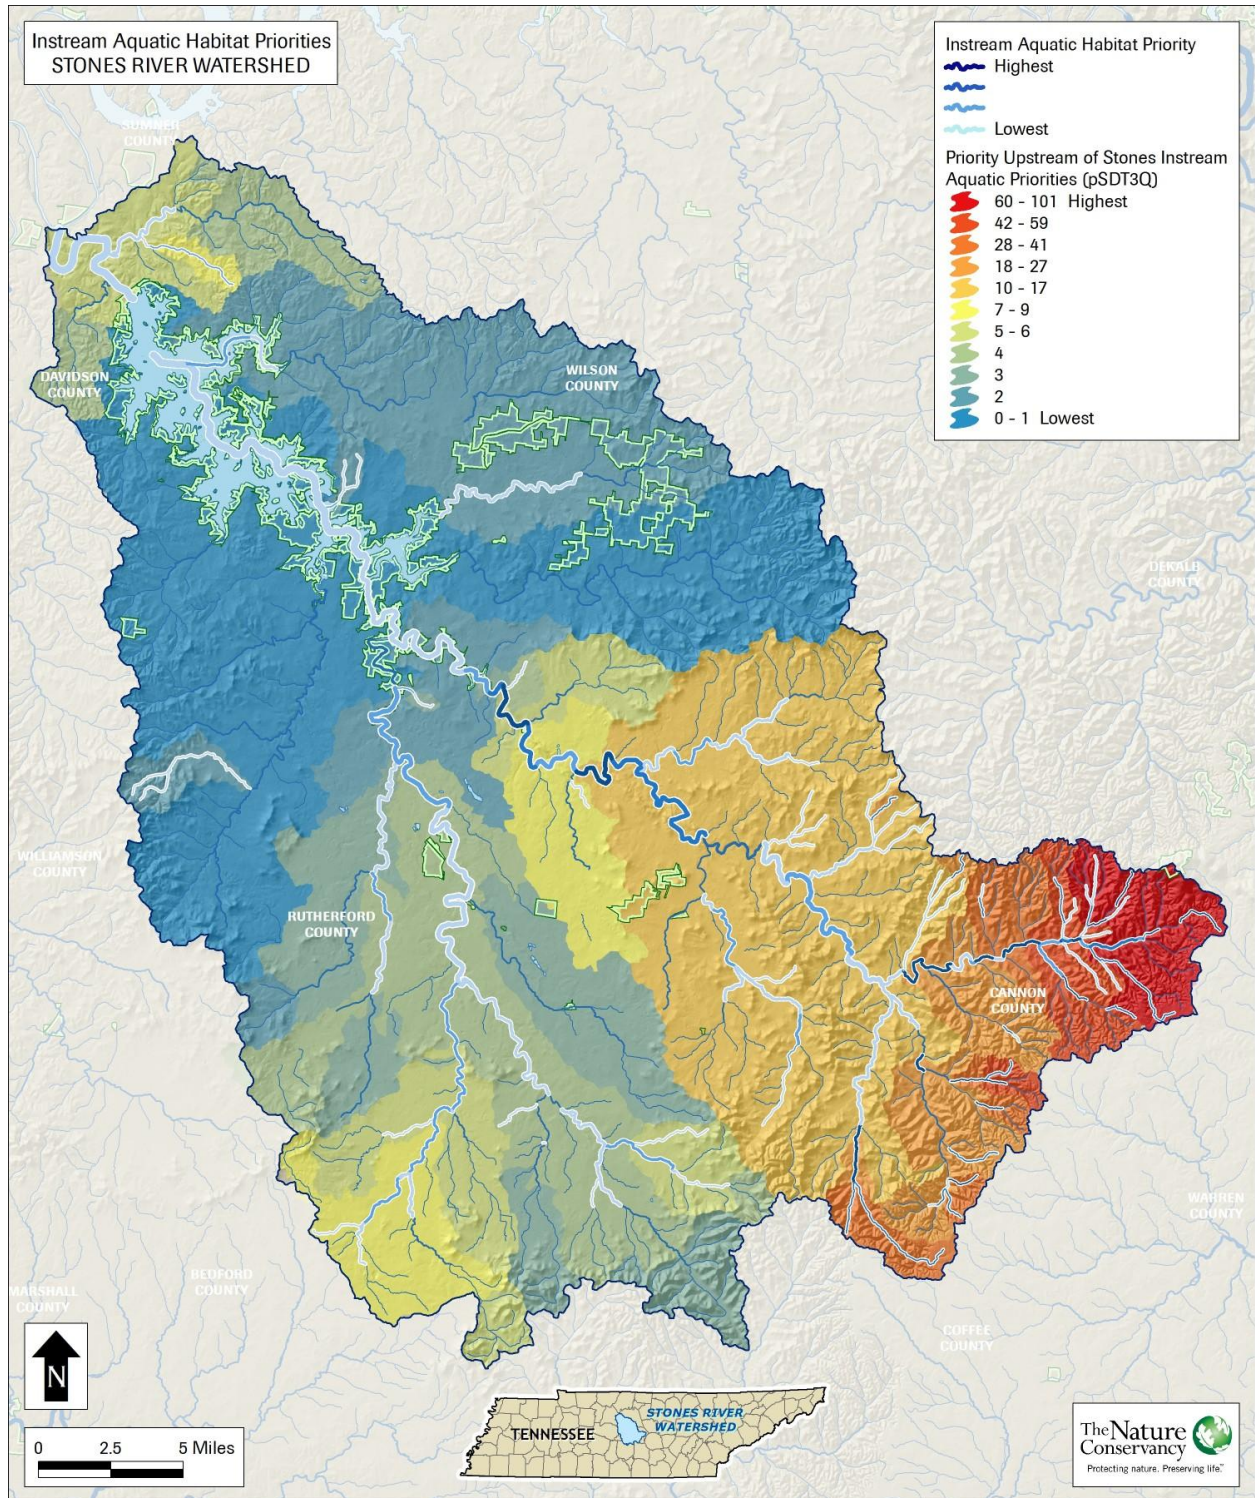 Instream Aquatic Habitat Priorities
STONES RIVER WATERSHED
Instream Aquatic Habitat Priority
Highest
Lowest
Priority Upstream of Stones Instream
Aquatic Priorities (pSDT3Q)
60 - 101 Highest
42 - 59
28 - 41
18 - 27
10 - 17
7 - 9
5 - 6
4
3
2
0 - 1 Lowest
SUMNER
COUNTY
DAVIDSON
COUNTY
WILSON
COUNTY
DEKALB
COUNTY
WILLIAMSON
COUNTY
RUTHERFORD
COUNTY
CANNON
COUNTY
WARREN
COUNTY
BEDFORD
COUNTY
MARSHALL
COUNTY
COFFEE
COUNTY
N
0 2.5 5 Miles
TENNESSEE
STONES RIVER
WATERSHED
The Nature
Conservancy
Protecting nature. Preserving life.™